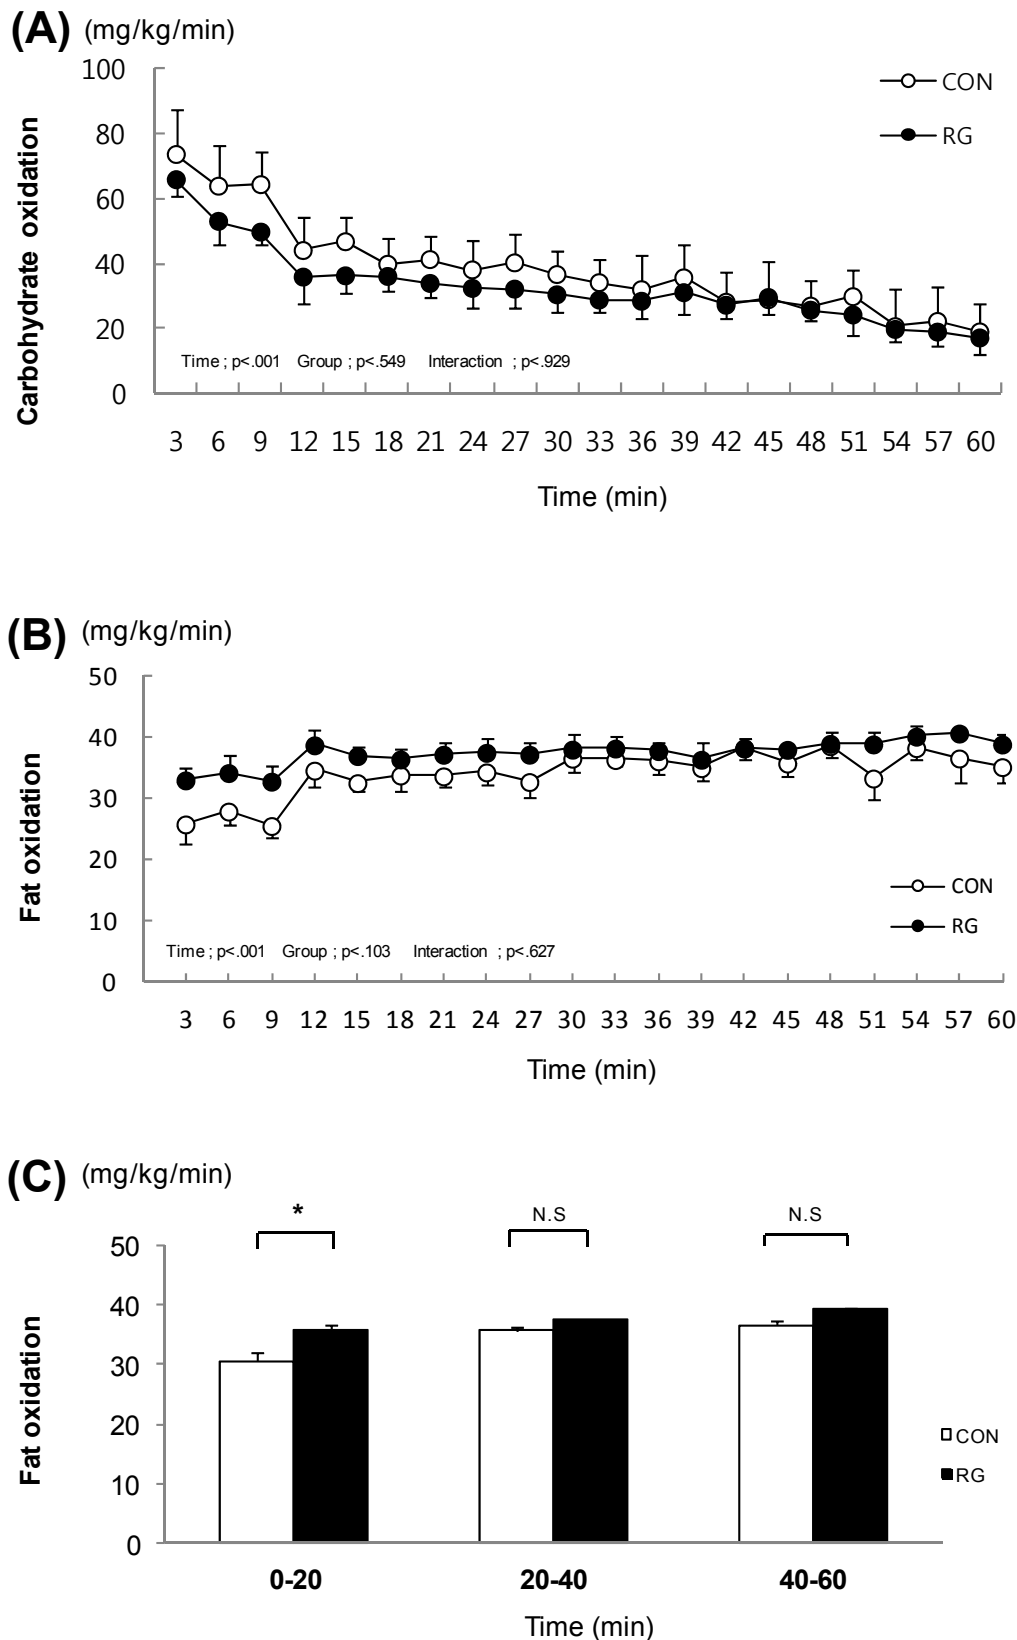 (A) (mg/kg/min)
100
80
60
40
20
0
Carbohydrate oxidation
CON
RG
Time ; p<.001 Group ; p<.549 Interaction ; p<.929
3 6 9 12 15 18 21 24 27 30 33 36 39 42 45 48 51 54 57 60
Time (min)
(B) (mg/kg/min)
50
40
30
20
10
0
Fat oxidation
CON
RG
Time ; p<.001 Group ; p<.103 Interaction ; p<.627
3 6 9 12 15 18 21 24 27 30 33 36 39 42 45 48 51 54 57 60
Time (min)
(C) (mg/kg/min)
* N.S N.S
50
40
30
20
10
0
Fat oxidation
CON
RG
0-20 20-40 40-60
Time (min)